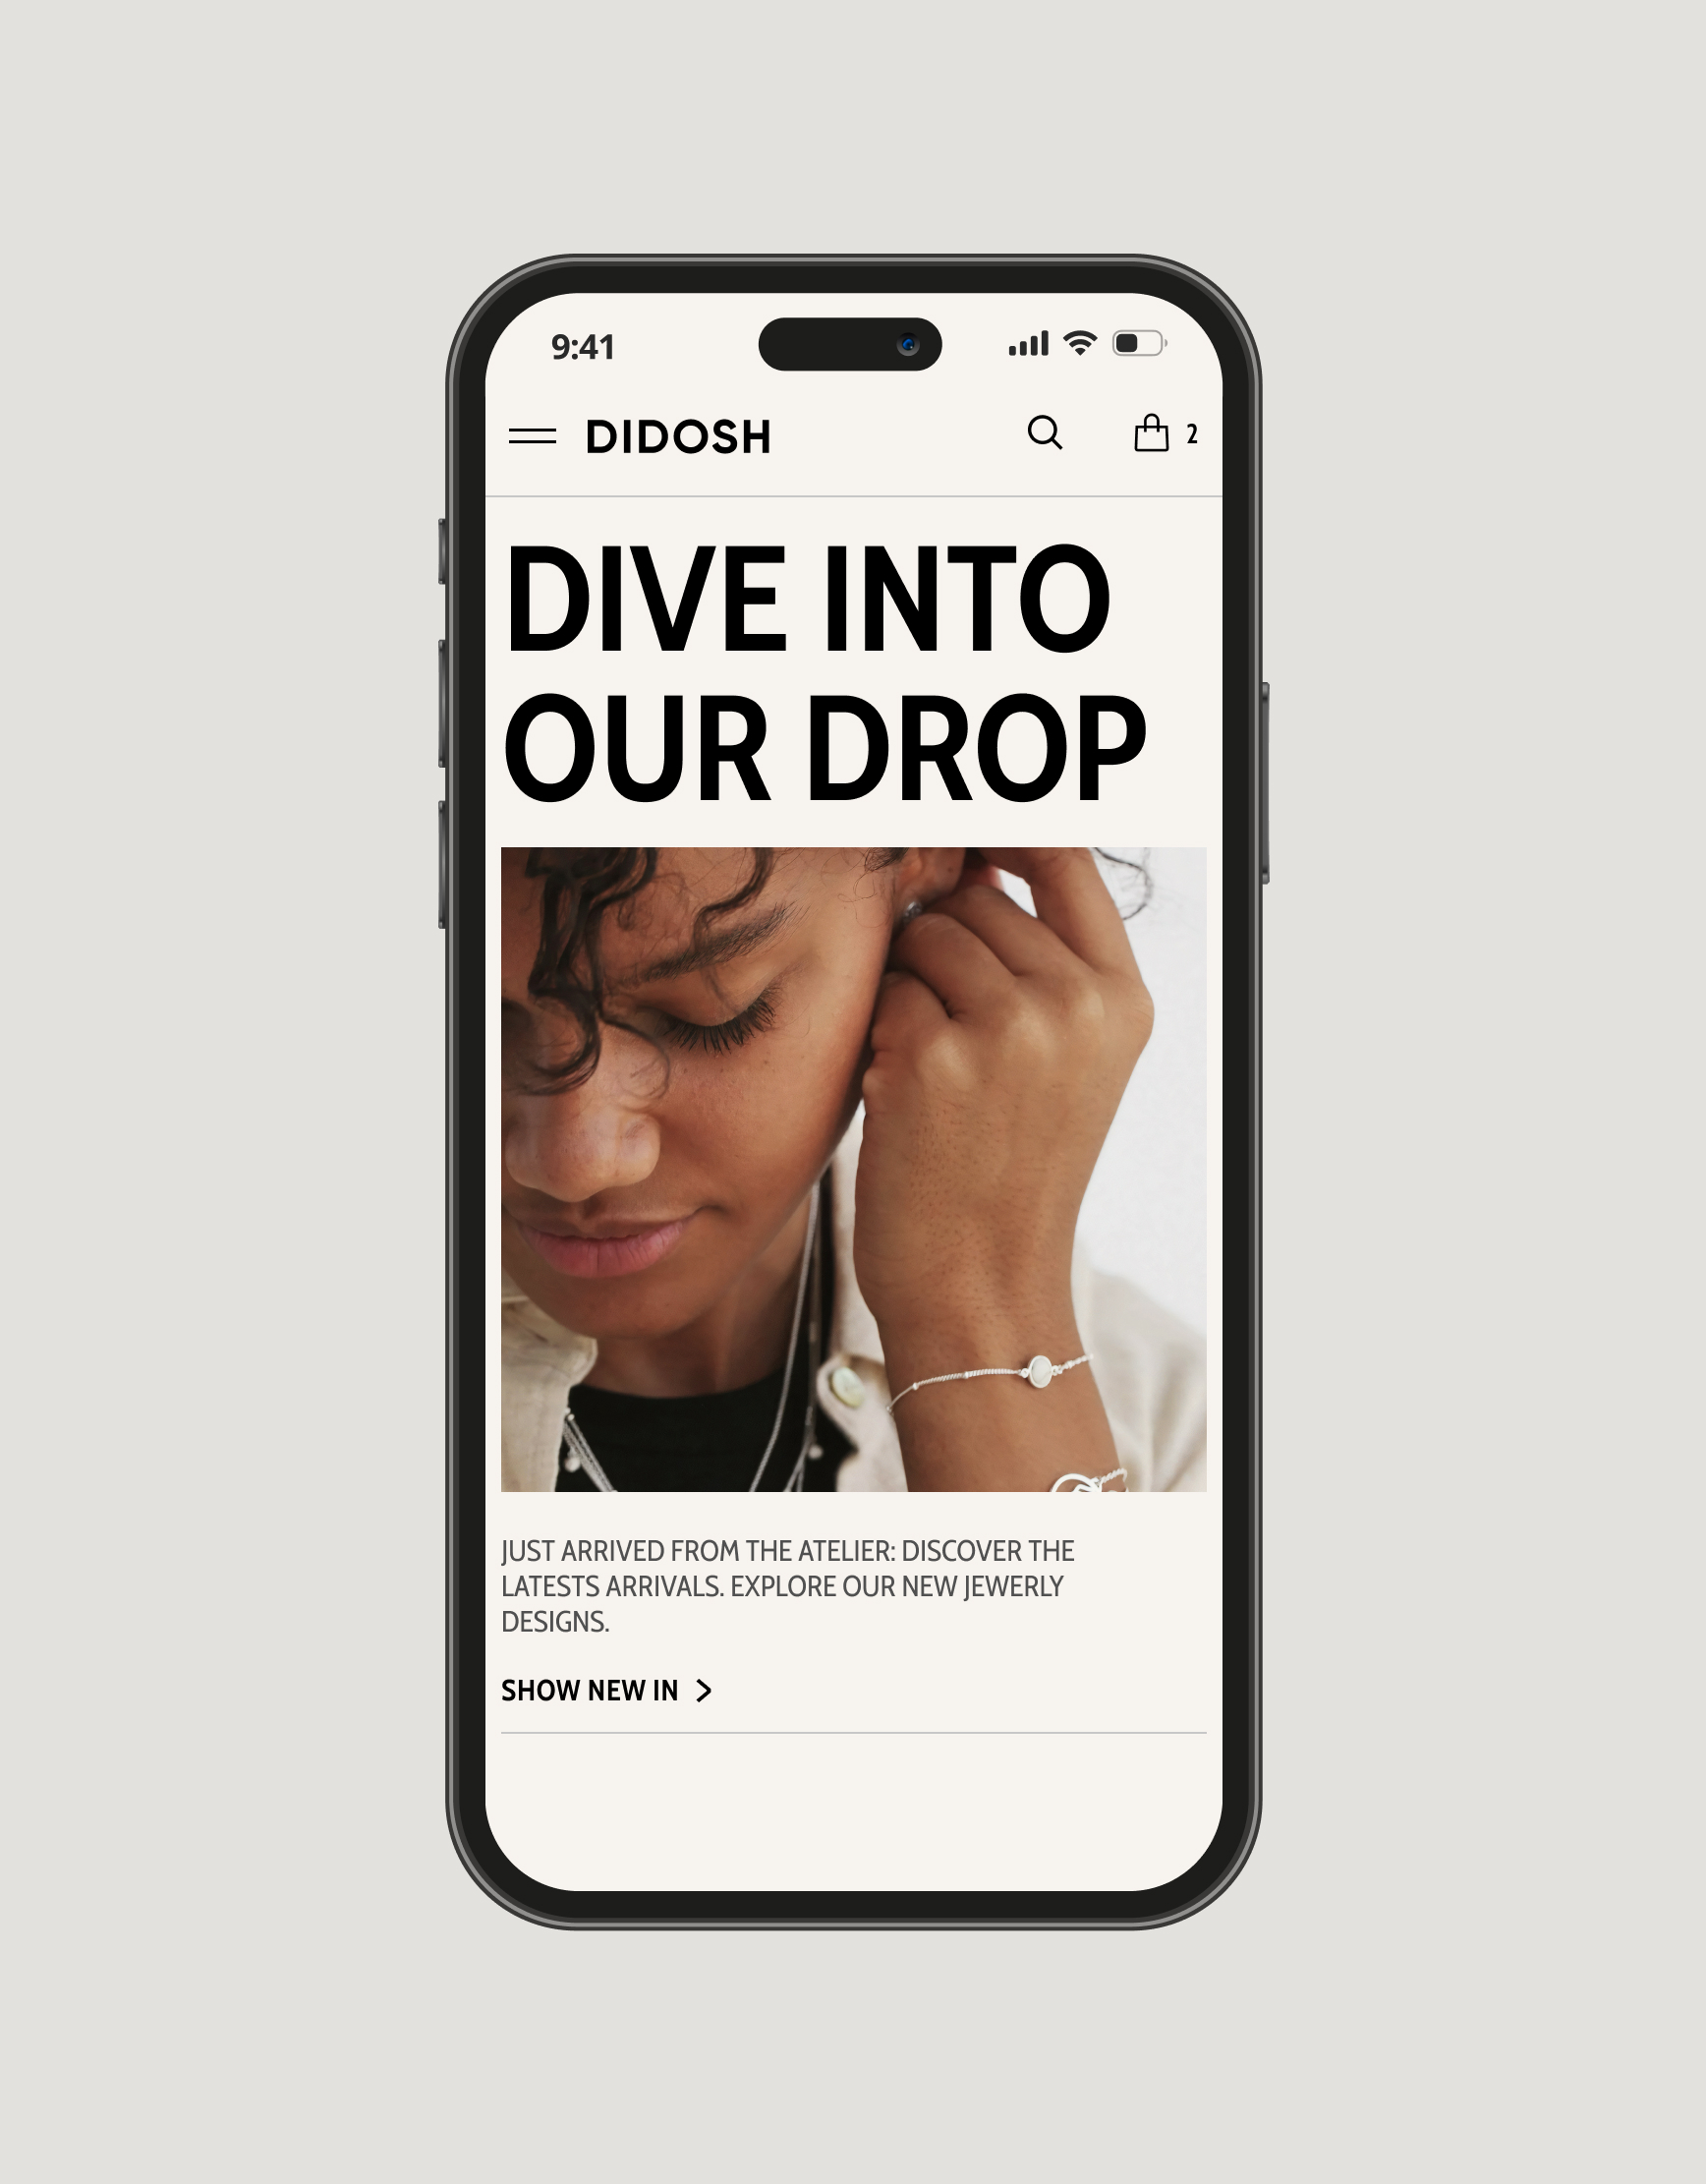 9:41
DIDOSH
2
DIVE INTO
OUR DROP
JUST ARRIVED FROM THE ATELIER: DISCOVER THE
LATESTS ARRIVALS. EXPLORE OUR NEW JEWERLY
DESIGNS.
SHOW NEW IN